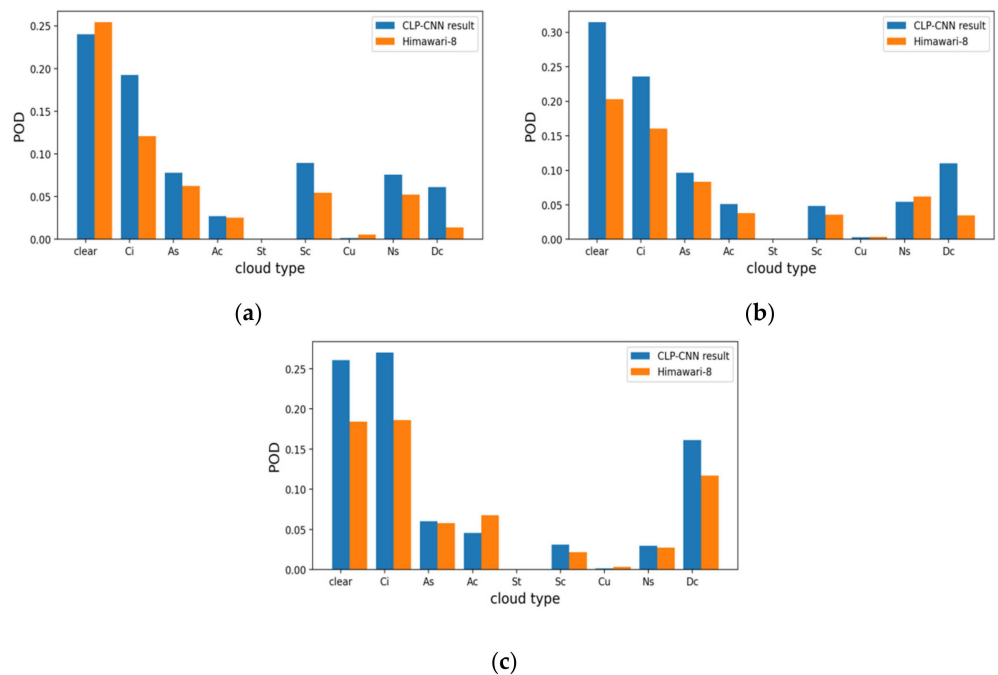 CLP-CNN result
Himawari-8
0.25
0.20
0.15
0.10
0.05
0.00
POD
clear Ci As Ac St Sc Cu Ns Dc
cloud type
(a)
CLP-CNN result
Himawari-8
0.30
0.25
0.20
0.15
0.10
0.05
0.00
POD
clear Ci As Ac St Sc Cu Ns Dc
cloud type
(b)
CLP-CNN result
Himawari-8
0.25
0.20
0.15
0.10
0.05
0.00
POD
clear Ci As Ac St Sc Cu Ns Dc
cloud type
(c)